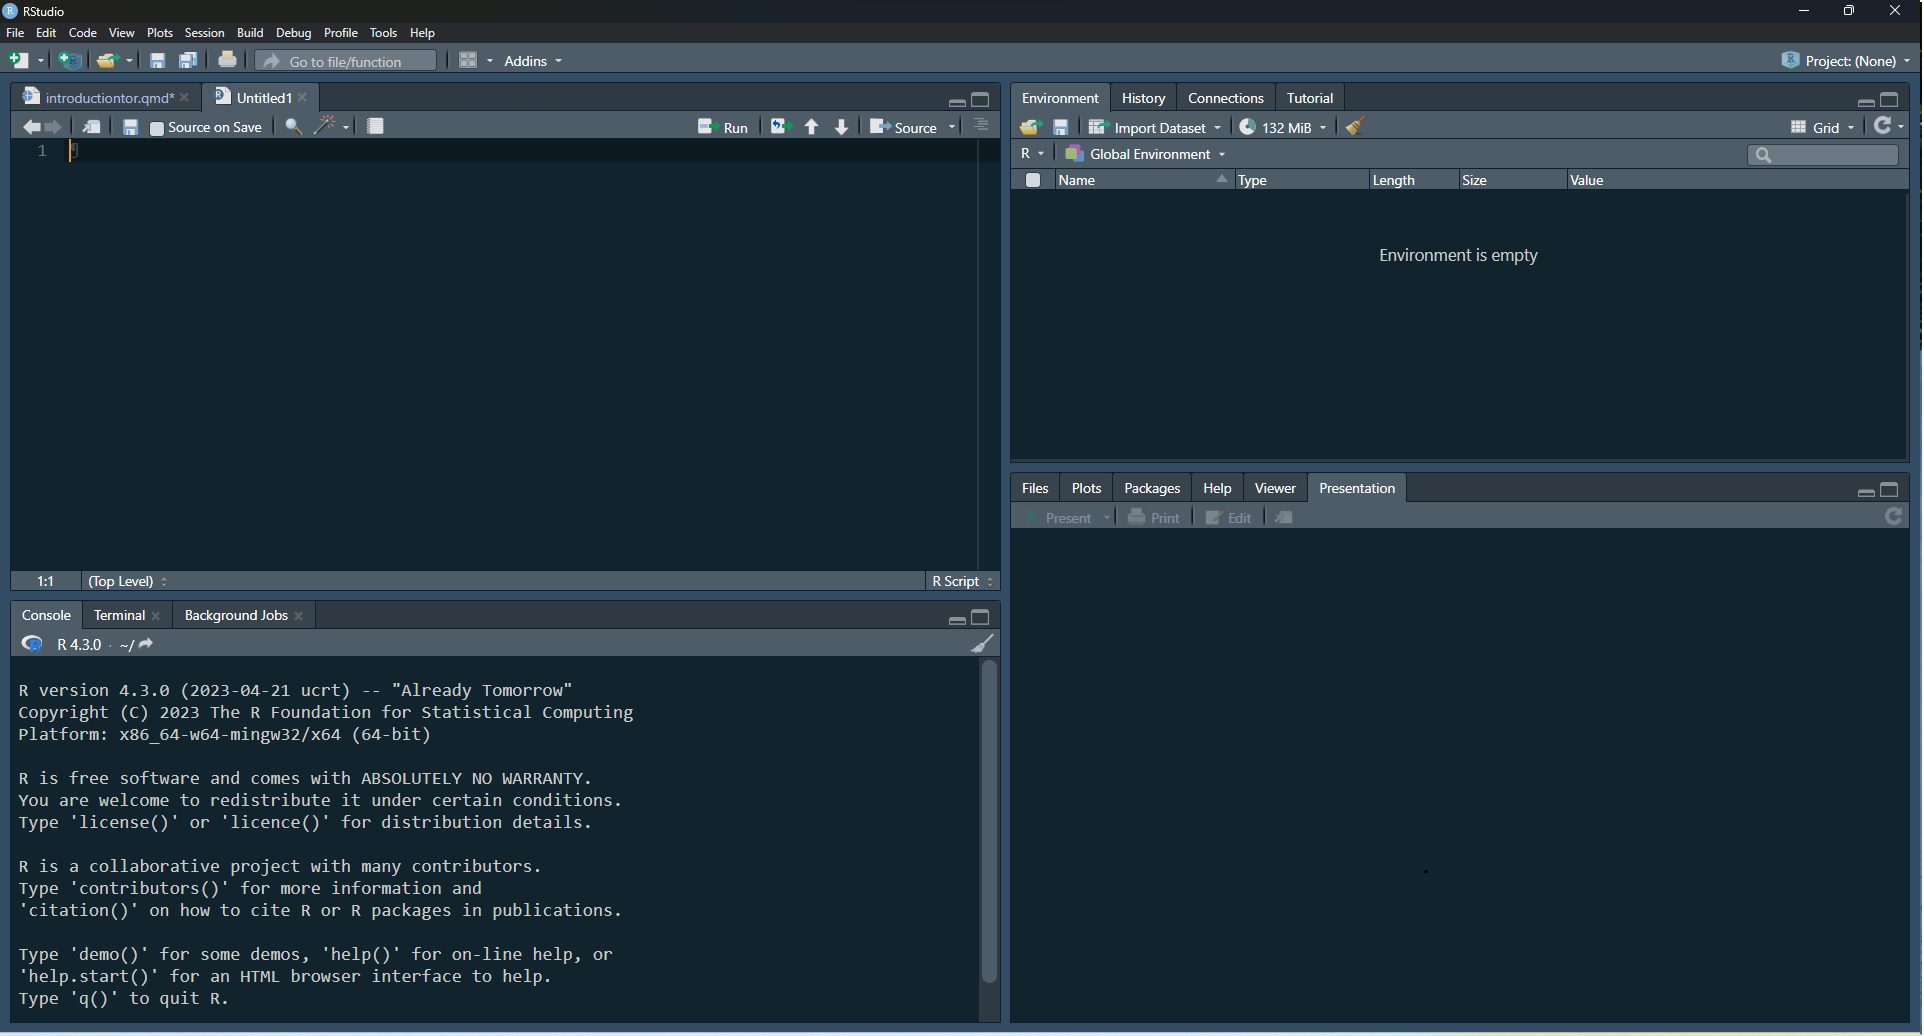 RStudio
File Edit Code View Plots Session Build Debug Profile Tools Help
Go to file/function Addins Project: (None)
introductiontor.qmd* Untitled1
Source on Save Run Source
1
1:1 (Top Level) R Script
Console Terminal Background Jobs
R 4.3.0 · ~/
R version 4.3.0 (2023-04-21 ucrt) -- "Already Tomorrow"
Copyright (C) 2023 The R Foundation for Statistical Computing
Platform: x86_64-w64-mingw32/x64 (64-bit)
R is free software and comes with ABSOLUTELY NO WARRANTY.
You are welcome to redistribute it under certain conditions.
Type 'license()' or 'licence()' for distribution details.
R is a collaborative project with many contributors.
Type 'contributors()' for more information and
'citation()' on how to cite R or R packages in publications.
Type 'demo()' for some demos, 'help()' for on-line help, or
'help.start()' for an HTML browser interface to help.
Type 'q()' to quit R.
Environment History Connections Tutorial
Import Dataset 132 MiB Grid
R Global Environment
Name Type Length Size Value
Environment is empty
Files Plots Packages Help Viewer Presentation
Present Print Edit